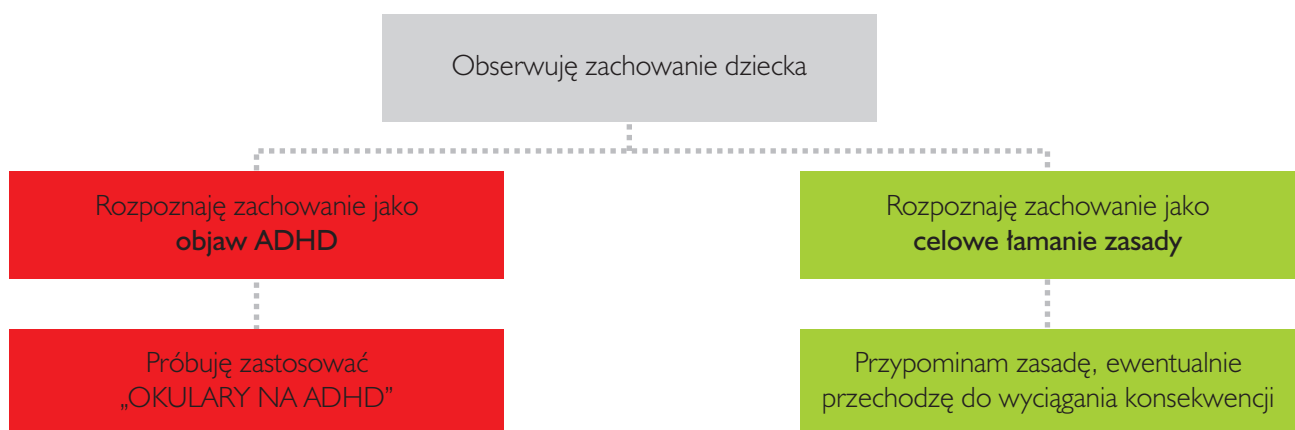 Obserwuję zachowanie dziecka
Rozpoznaję zachowanie jako
objaw ADHD
Rozpoznaję zachowanie jako
celowe łamanie zasady
Próbuję zastosować
„OKULARY NA ADHD”
Przypominam zasadę, ewentualnie
przechodzę do wyciągania konsekwencji